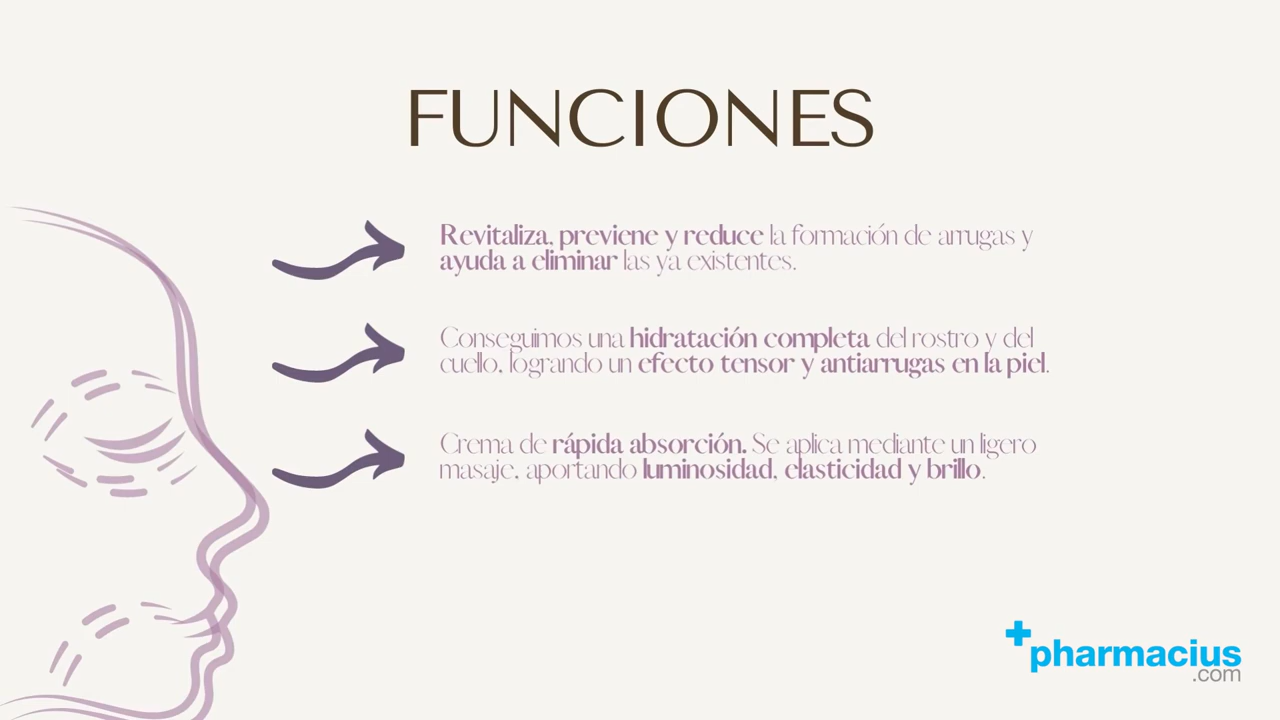 FUNCIONES
Revitaliza, previene y reduce la formación de arrugas y
ayuda a eliminar las ya existentes.
Conseguimos una hidratación completa del rostro y del
cuello, logrando un efecto tensor y antiarrugas en la piel.
Crema de rápida absorción. Se aplica mediante un ligero
masaje, aportando luminosidad, elasticidad y brillo.
pharmacius
.com